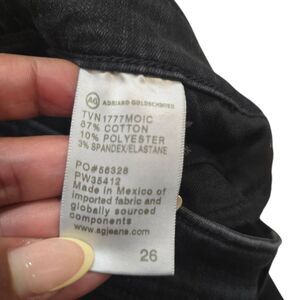 AG ADRIANO GOLDSCHMIED
TVN1777MOIC
87% COTTON
10% POLYESTER
3% SPANDEX/ELASTANE
PO#56328
PW35412
Made in Mexico of
imported fabric and
globally sourced
components
www.agjeans.com
26